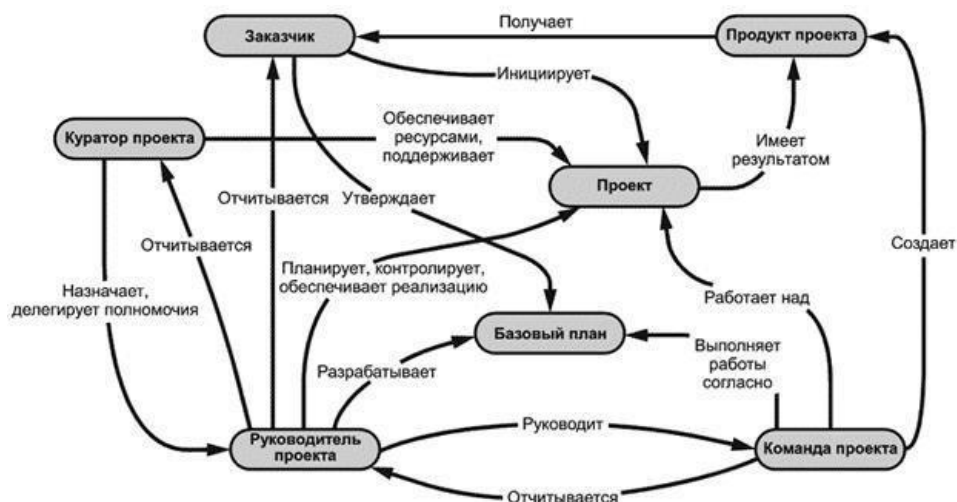 Получает
Заказчик
Продукт проекта
Инициирует
Обеспечивает
ресурсами,
поддерживает
Куратор проекта
Имеет
результатом
Проект
Отчитывается
Утверждает
Отчитывается
Создает
Планирует, контролирует,
обеспечивает реализацию
Назначает,
делегирует полномочия
Работает над
Базовый план
Выполняет
работы
согласно
Разрабатывает
Руководитель
проекта
Руководит
Команда проекта
Отчитывается